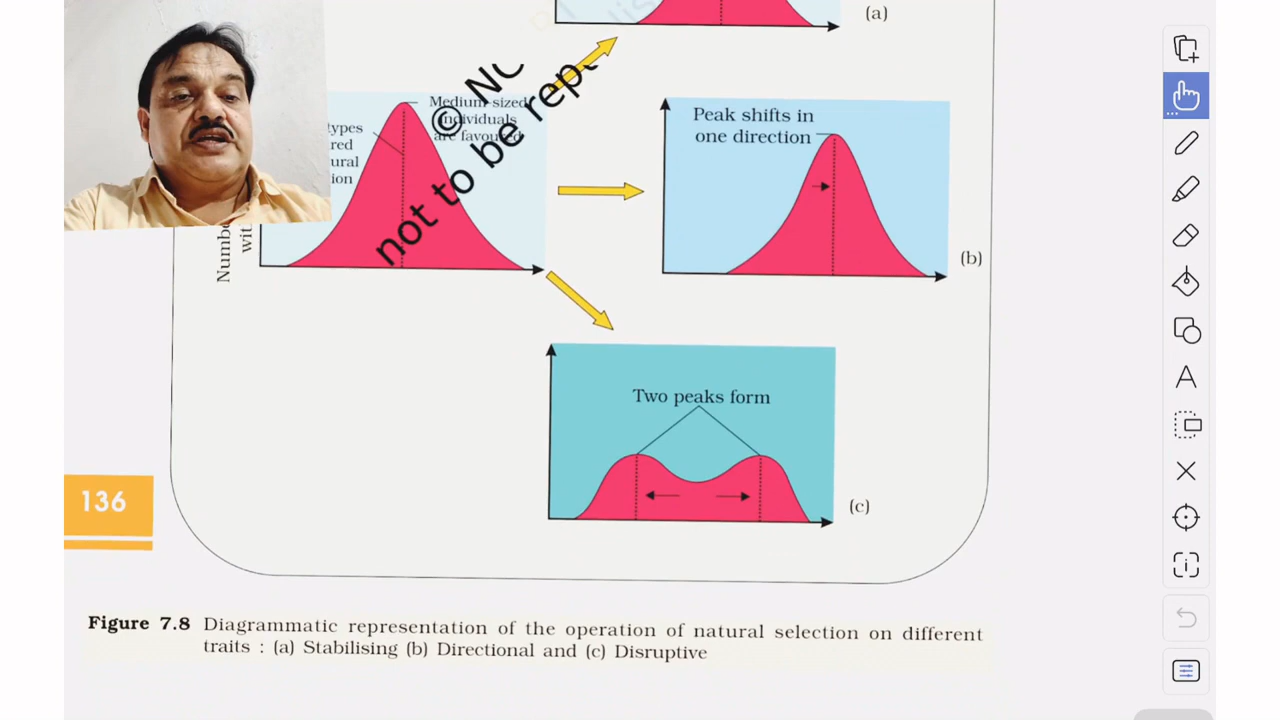 (a)
© NC
not to be rep
Medium-sized
individuals
are favoured
types
red
ural
ion
Numbe
wit
Peak shifts in
one direction
(b)
Two peaks form
(c)
136
Figure 7.8 Diagrammatic representation of the operation of natural selection on different
traits : (a) Stabilising (b) Directional and (c) Disruptive
A